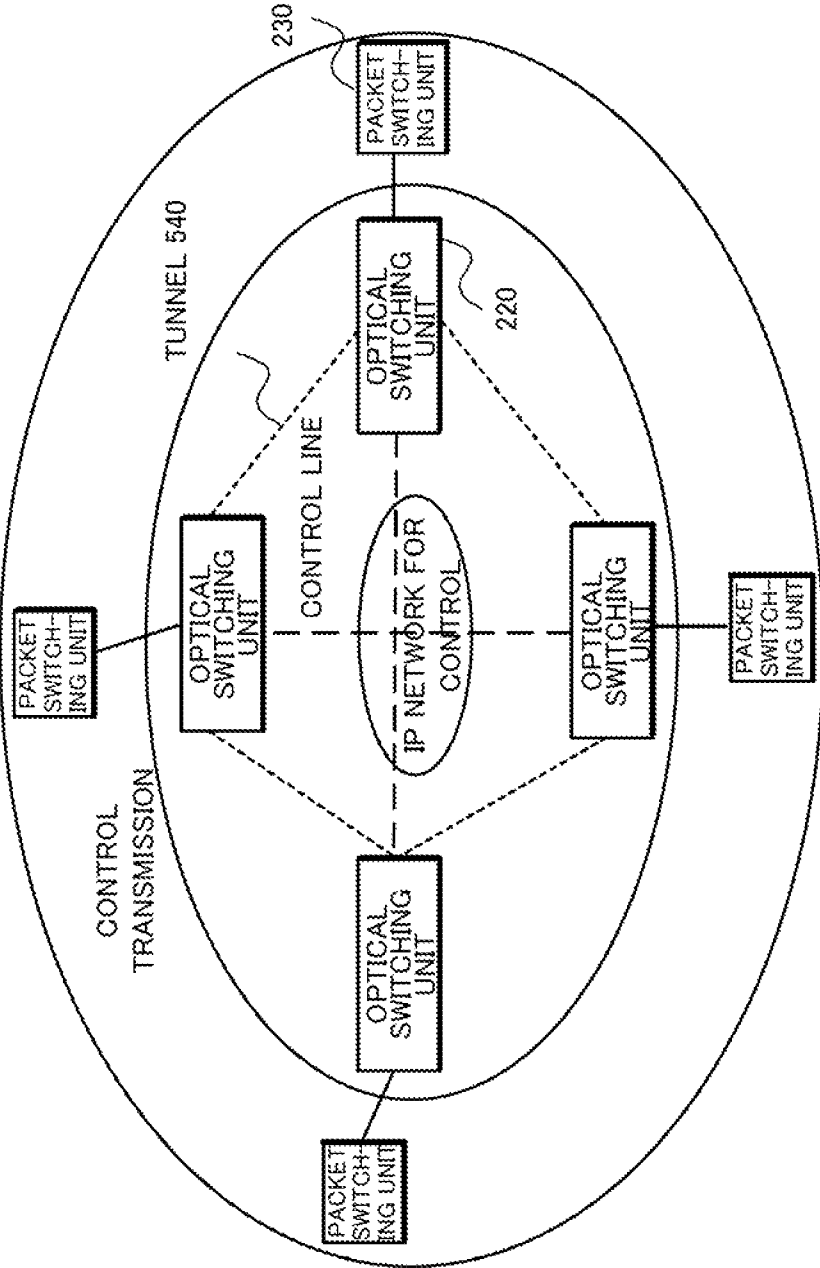 PACKET
SWITCH-
ING UNIT
CONTROL
TRANSMISSION
TUNNEL 540
OPTICAL
SWITCHING
UNIT
230
CONTROL LINE
PACKET
SWITCH-
ING UNIT
OPTICAL
SWITCHING
UNIT
IP NETWORK FOR
CONTROL
OPTICAL
SWITCHING
UNIT
PACKET
SWITCH-
ING UNIT
220
OPTICAL
SWITCHING
UNIT
PACKET
SWITCH-
ING UNIT